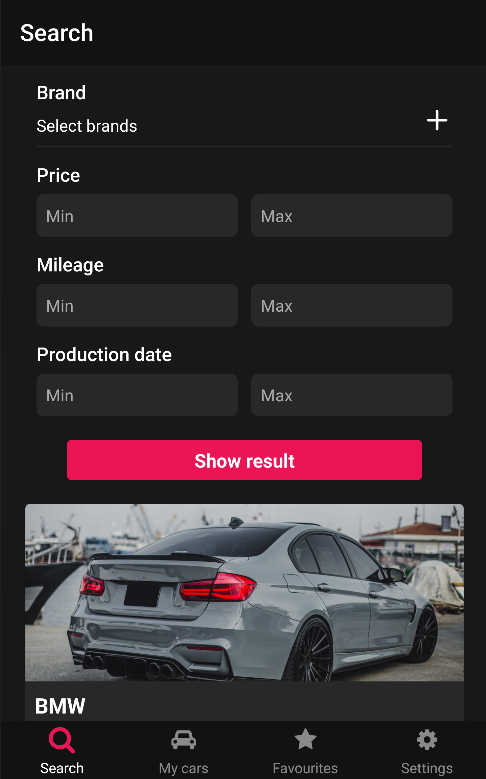 Search
Brand
Select brands
Price
Min Max
Mileage
Min Max
Production date
Min Max
Show result
BMW
Search My cars Favourites Settings